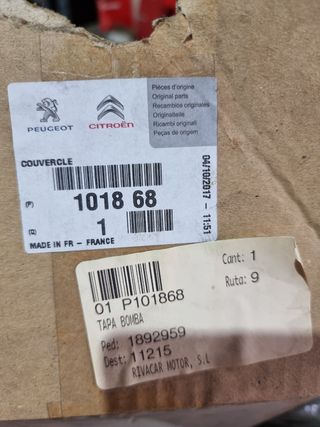 Pièces d'origine
Original parts
Recambios originales
Originalteile
Ricambi originali
Peças de origem
PEUGEOT
CITROËN
COUVERCLE
(P) 1018 68
(Q) 1
MADE IN FR - FRANCE
04/10/2017 - 11:51
Cant: 1
Ruta: 9
01 P101868
TAPA BOMBA
Ped: 1892959
Dest: 11215
RIVACAR MOTOR, S.L